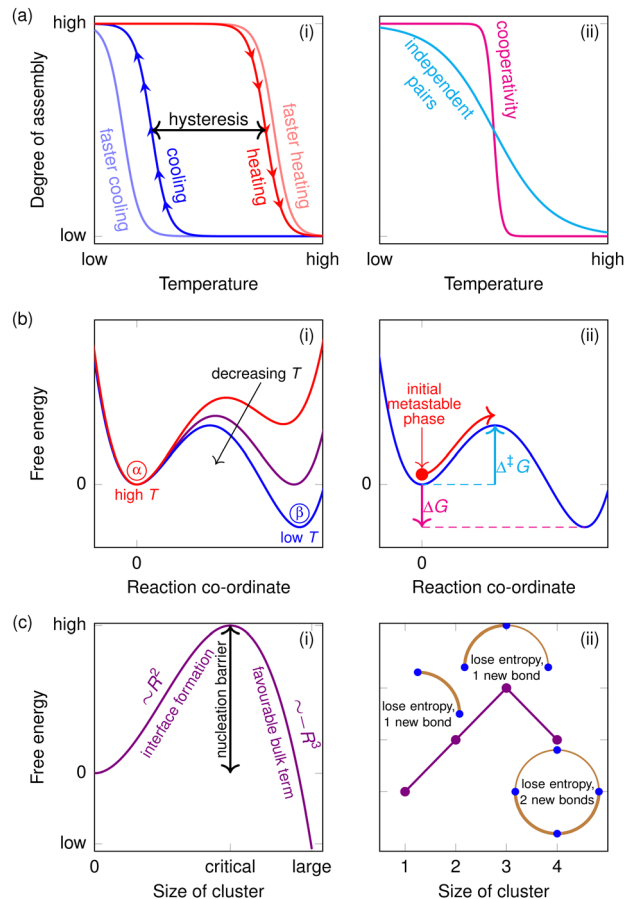 (a)
(i)
high
low
Degree of assembly
faster cooling
cooling
hysteresis
heating
faster heating
low
high
Temperature
(ii)
cooperativity
independent
pairs
low
high
Temperature
(b)
(i)
Free energy
0
decreasing T
α
high T
β
low T
0
Reaction co-ordinate
(ii)
Free energy
0
initial
metastable
phase
Δ‡G
ΔG
0
Reaction co-ordinate
(c)
(i)
high
0
low
Free energy
∼R²
interface formation
nucleation barrier
favourable bulk term
∼−R³
0
critical
large
Size of cluster
(ii)
Free energy
lose entropy,
1 new bond
lose entropy,
1 new bond
lose entropy,
2 new bonds
1
2
3
4
Size of cluster